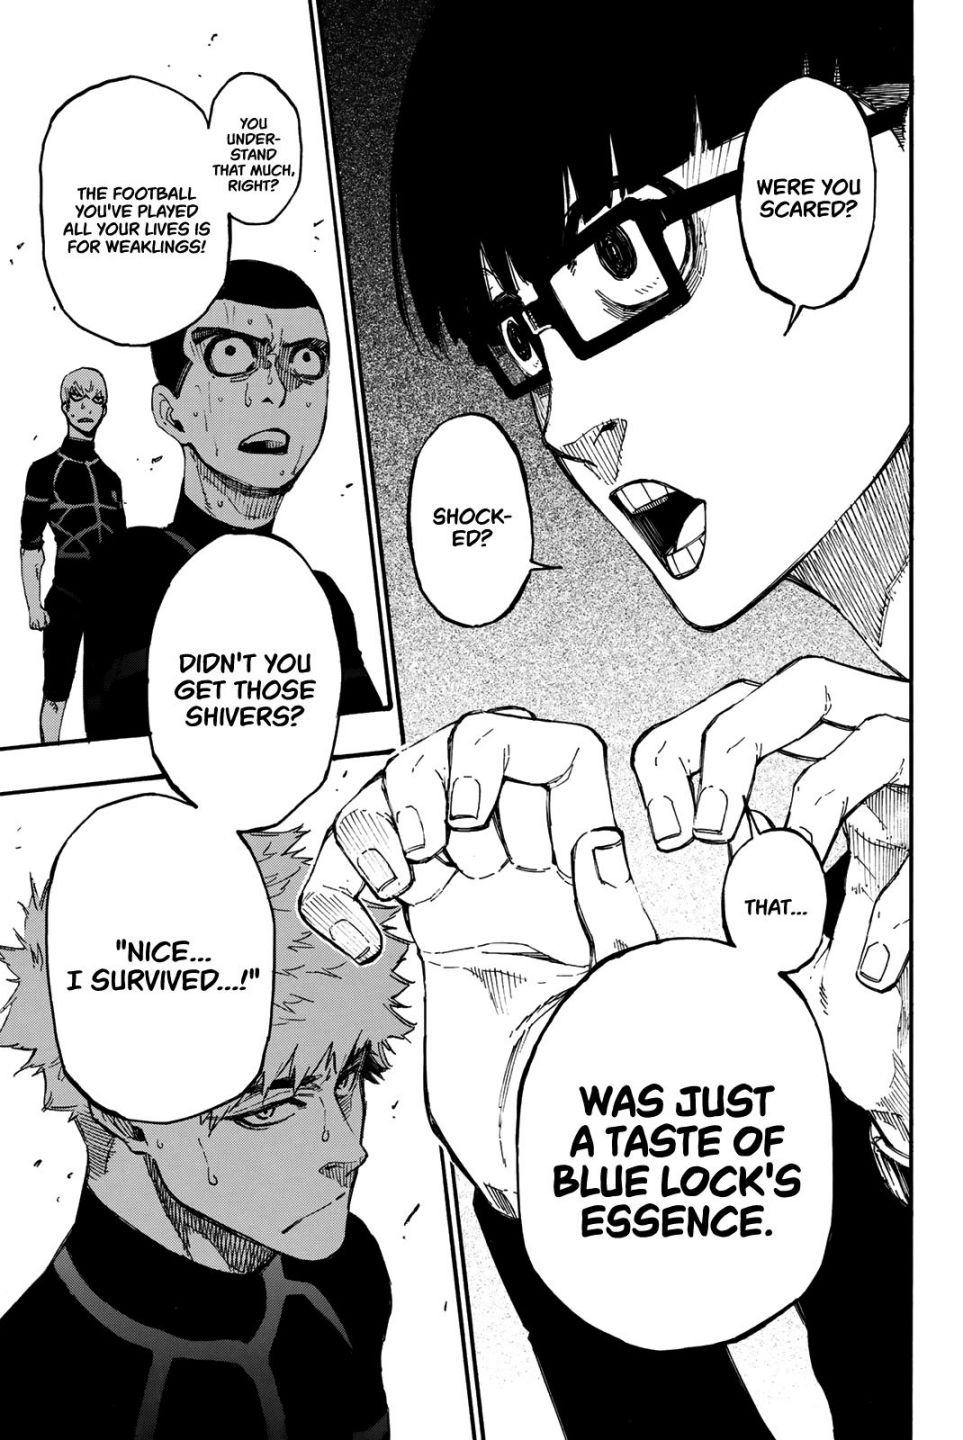 WERE YOU
SCARED?
SHOCK-
ED?
THAT...
WAS JUST
A TASTE OF
BLUE LOCK'S
ESSENCE.
YOU
UNDER-
STAND
THAT MUCH,
RIGHT?
THE FOOTBALL
YOU'VE PLAYED
ALL YOUR LIVES IS
FOR WEAKLINGS!
DIDN'T YOU
GET THOSE
SHIVERS?
"NICE...
I SURVIVED...!"